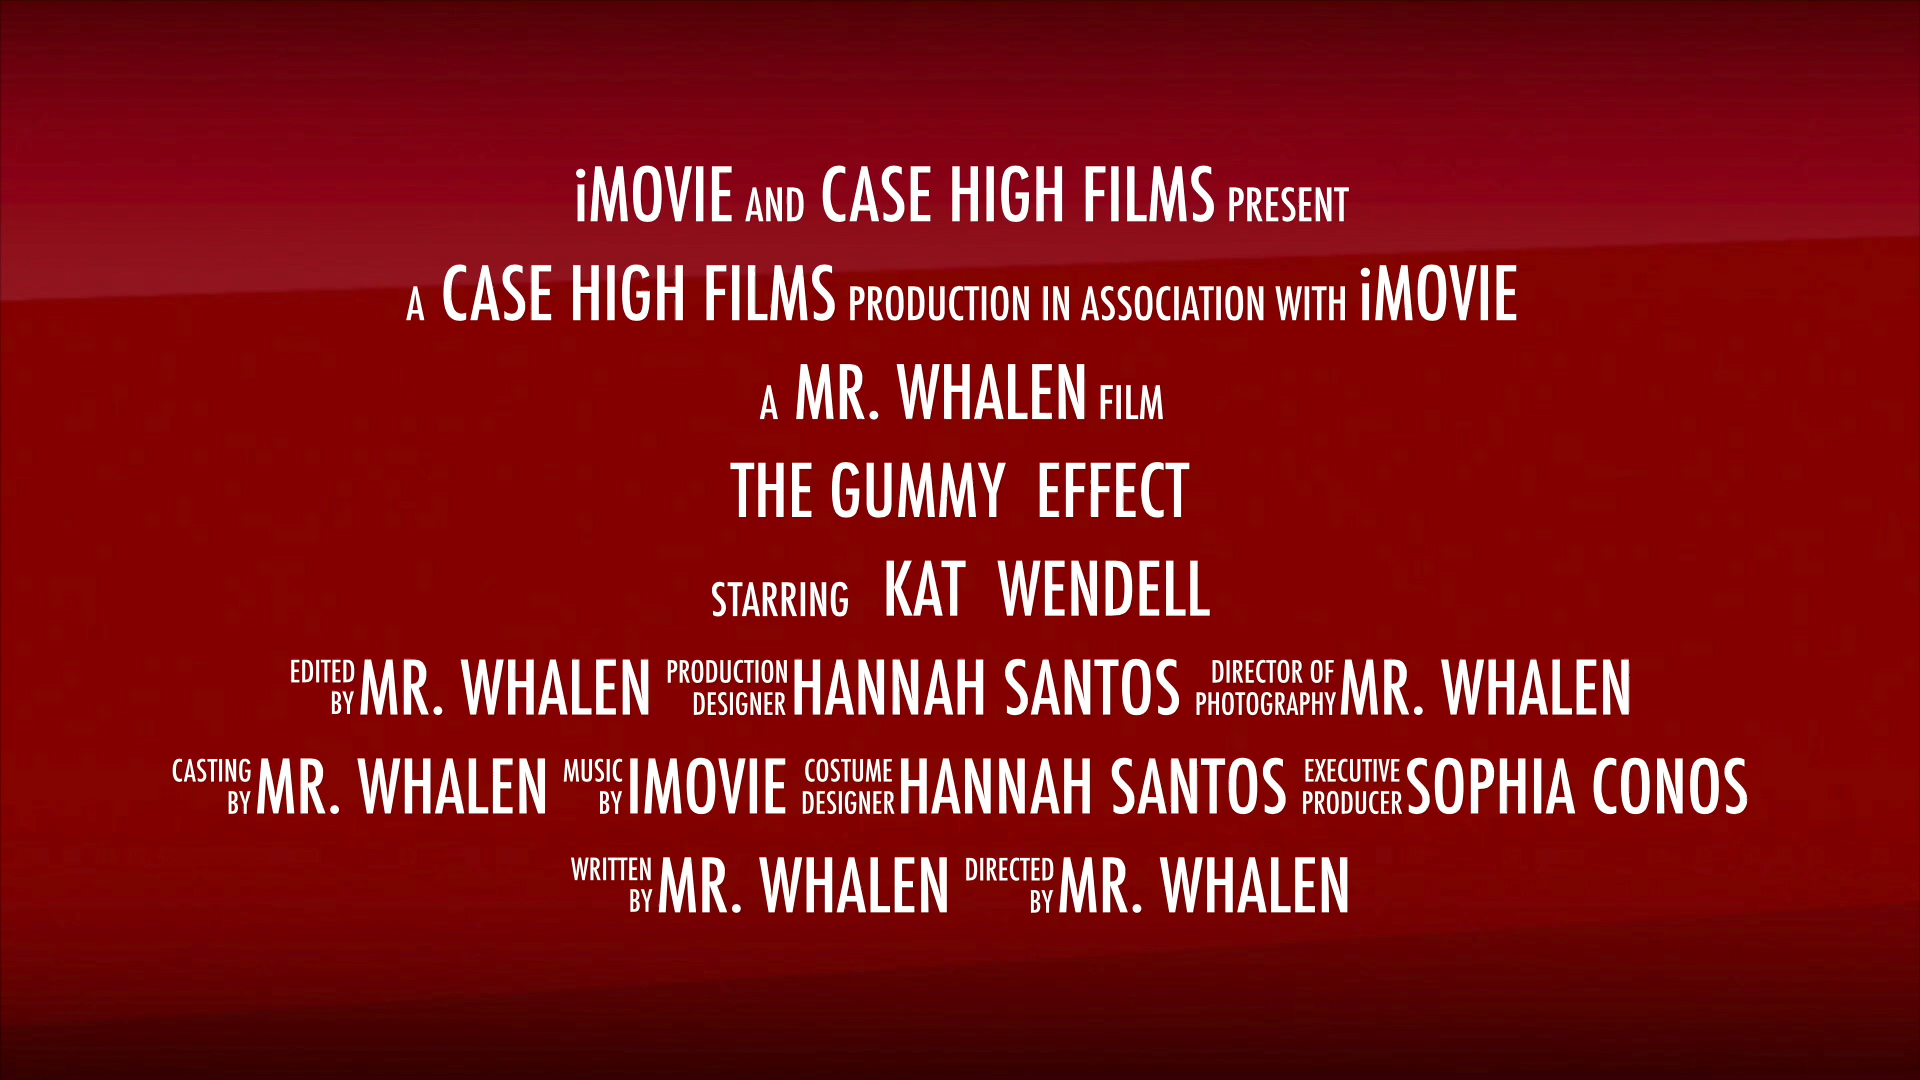 iMOVIE AND CASE HIGH FILMS PRESENT
A CASE HIGH FILMS PRODUCTION IN ASSOCIATION WITH iMOVIE
A MR. WHALEN FILM
THE GUMMY EFFECT
STARRING KAT WENDELL
EDITED BY MR. WHALEN PRODUCTION DESIGNER HANNAH SANTOS DIRECTOR OF PHOTOGRAPHY MR. WHALEN
CASTING BY MR. WHALEN MUSIC BY IMOVIE COSTUME DESIGNER HANNAH SANTOS EXECUTIVE PRODUCER SOPHIA CONOS
WRITTEN BY MR. WHALEN DIRECTED BY MR. WHALEN